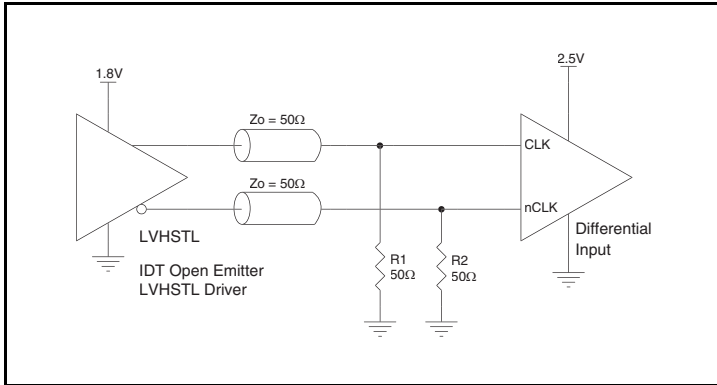 1.8V
2.5V
Zo = 50Ω
CLK
Zo = 50Ω
nCLK
LVHSTL
Differential
Input
IDT Open Emitter
LVHSTL Driver
R1
50Ω
R2
50Ω